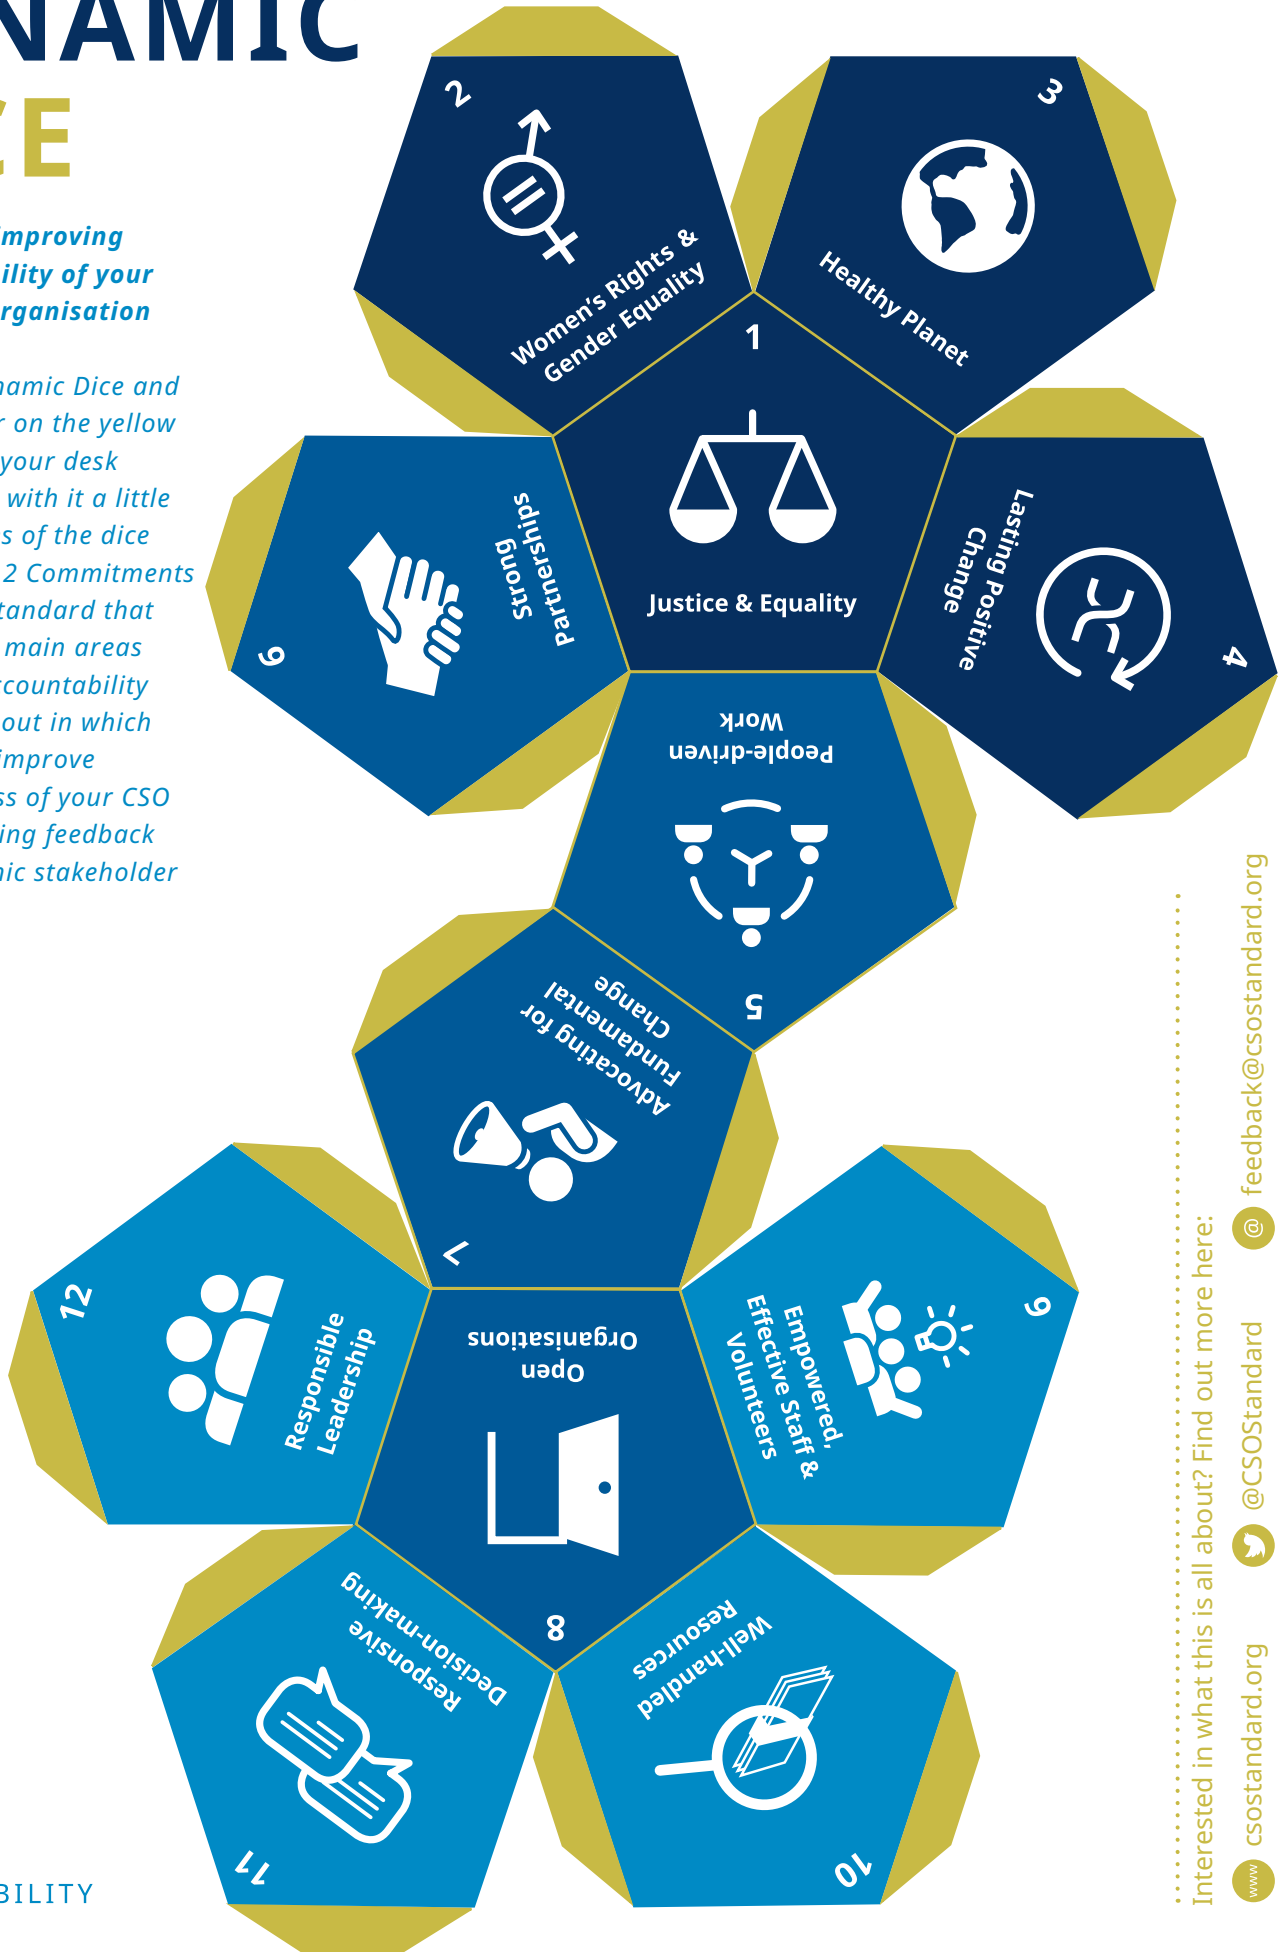 NAMIC
CE
improving
ility of your
rganisation
namic Dice and
r on the yellow
your desk
with it a little
s of the dice
2 Commitments
tandard that
main areas
ccountability
out in which
improve
ss of your CSO
ing feedback
ic stakeholder
BILITY
2
Women's Rights &
Gender Equality
3
Healthy Planet
1
Justice & Equality
4
Lasting Positive
Change
6
Strong
Partnerships
People-driven
Work
5
Advocating for
Fundamental
Change
7
Open
Organisations
8
9
Empowered,
Effective Staff &
Volunteers
12
Responsible
Leadership
Responsive
Decision-making
11
Well-handled
Resources
10
Interested in what this is all about? Find out more here:
www csostandard.org
@CSOStandard
@ feedback@csostandard.org